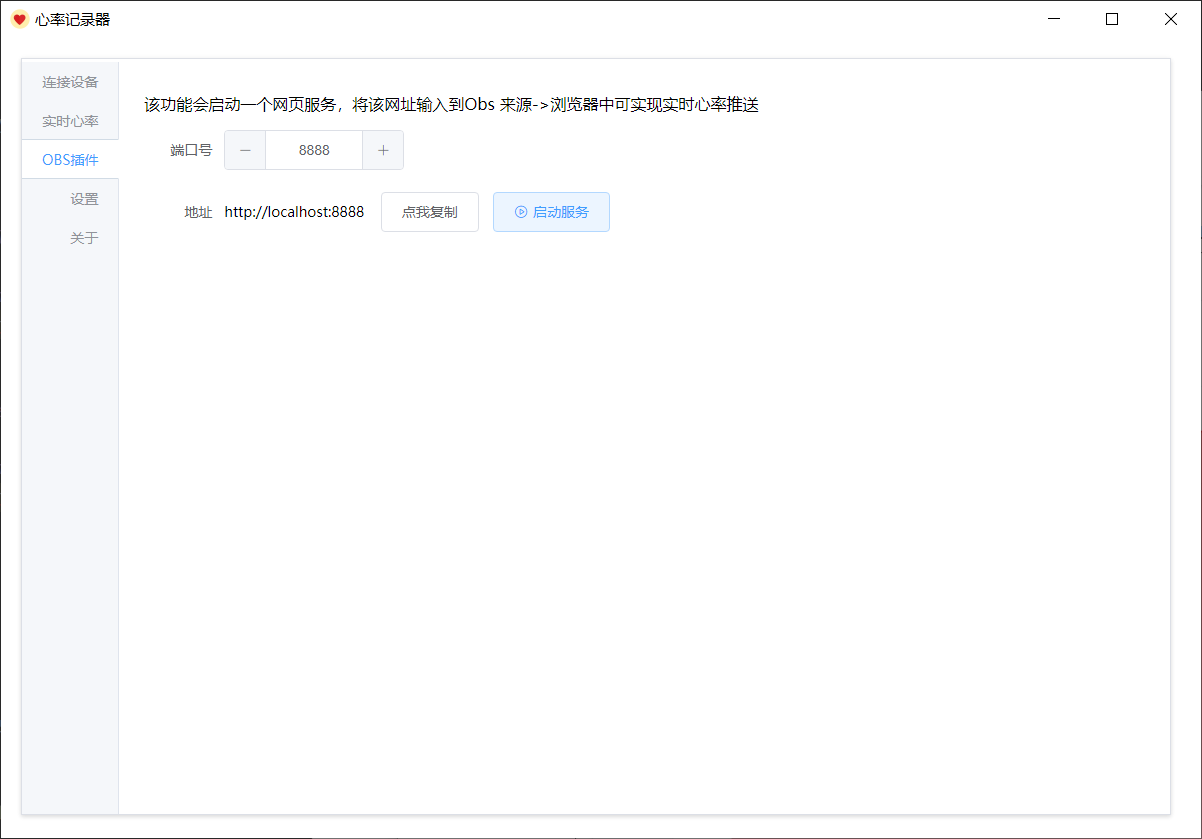 心率记录器
连接设备
实时心率
OBS插件
设置
关于
该功能会启动一个网页服务，将该网址输入到Obs 来源->浏览器中可实现实时心率推送
端口号 8888
地址 http://localhost:8888 点我复制 启动服务